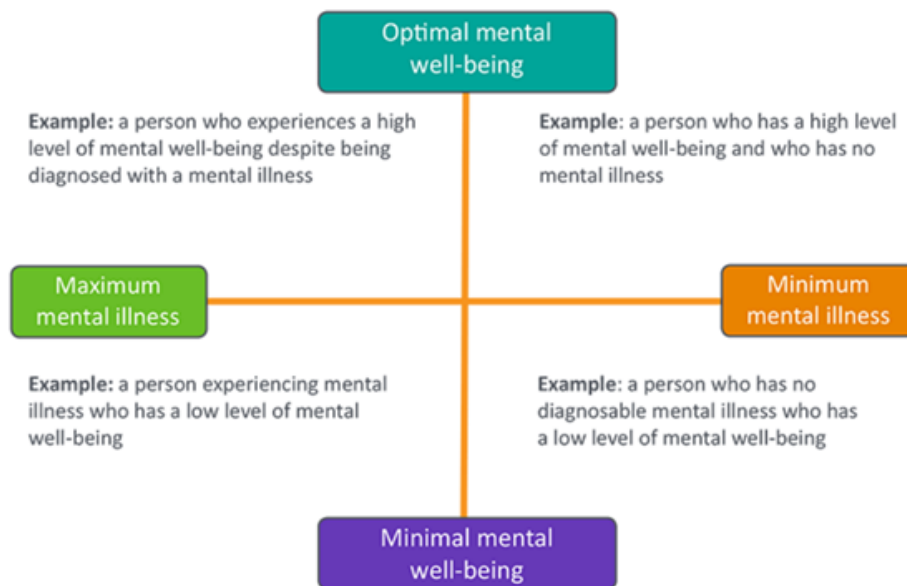 Optimal mental
well-being
Example: a person who experiences a high
level of mental well-being despite being
diagnosed with a mental illness
Example: a person who has a high level
of mental well-being and who has no
mental illness
Maximum
mental illness
Minimum
mental illness
Example: a person experiencing mental
illness who has a low level of mental
well-being
Example: a person who has no
diagnosable mental illness who has
a low level of mental well-being
Minimal mental
well-being